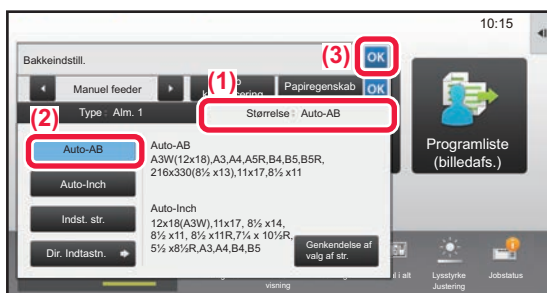 10:15
(3)
Bakkeindstill.
OK
(1)
Manuel feeder
Papiregenskab
OK
(2)
Type : Alm. 1
Størrelse : Auto-AB
Auto-AB
Auto-AB
A3W(12x18),A3,A4,A5R,B4,B5,B5R,
216x330(8½ x13),11x17,8½ x11
Auto-Inch
Indst. str.
Auto-Inch
12x18(A3W),11x17, 8½ x14,
8½ x11, 8½ x11R,7¼ x 10½R,
5½ x8½R,A3,A4,B4,B5
Dir. Indtastn.
Genkendelse af
valg af str.
Programliste
(billedafs.)
i alt
visning
Lysstyrke
Justering
Jobstatus